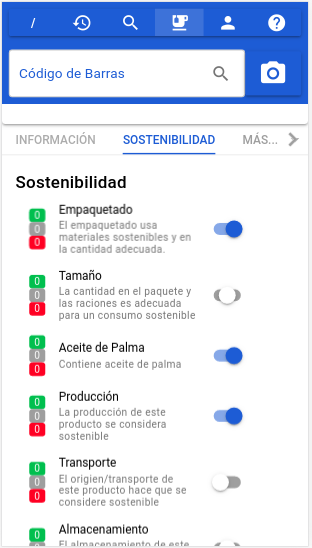 /
Código de Barras
INFORMACIÓN SOSTENIBILIDAD MÁS...
Sostenibilidad
Empaquetado
0
El empaquetado usa
0
materiales sostenibles y en
0
la cantidad adecuada.
Tamaño
0
La cantidad en el paquete y
0
las raciones es adecuada
0
para un consumo sostenible
0
Aceite de Palma
0
Contiene aceite de palma
0
Producción
0
La producción de este
0
producto se considera
0
sostenible
Transporte
0
El origien/transporte de
0
este producto hace que se
0
considere sostenible
Almacenamiento
0
El almacenamiento de este